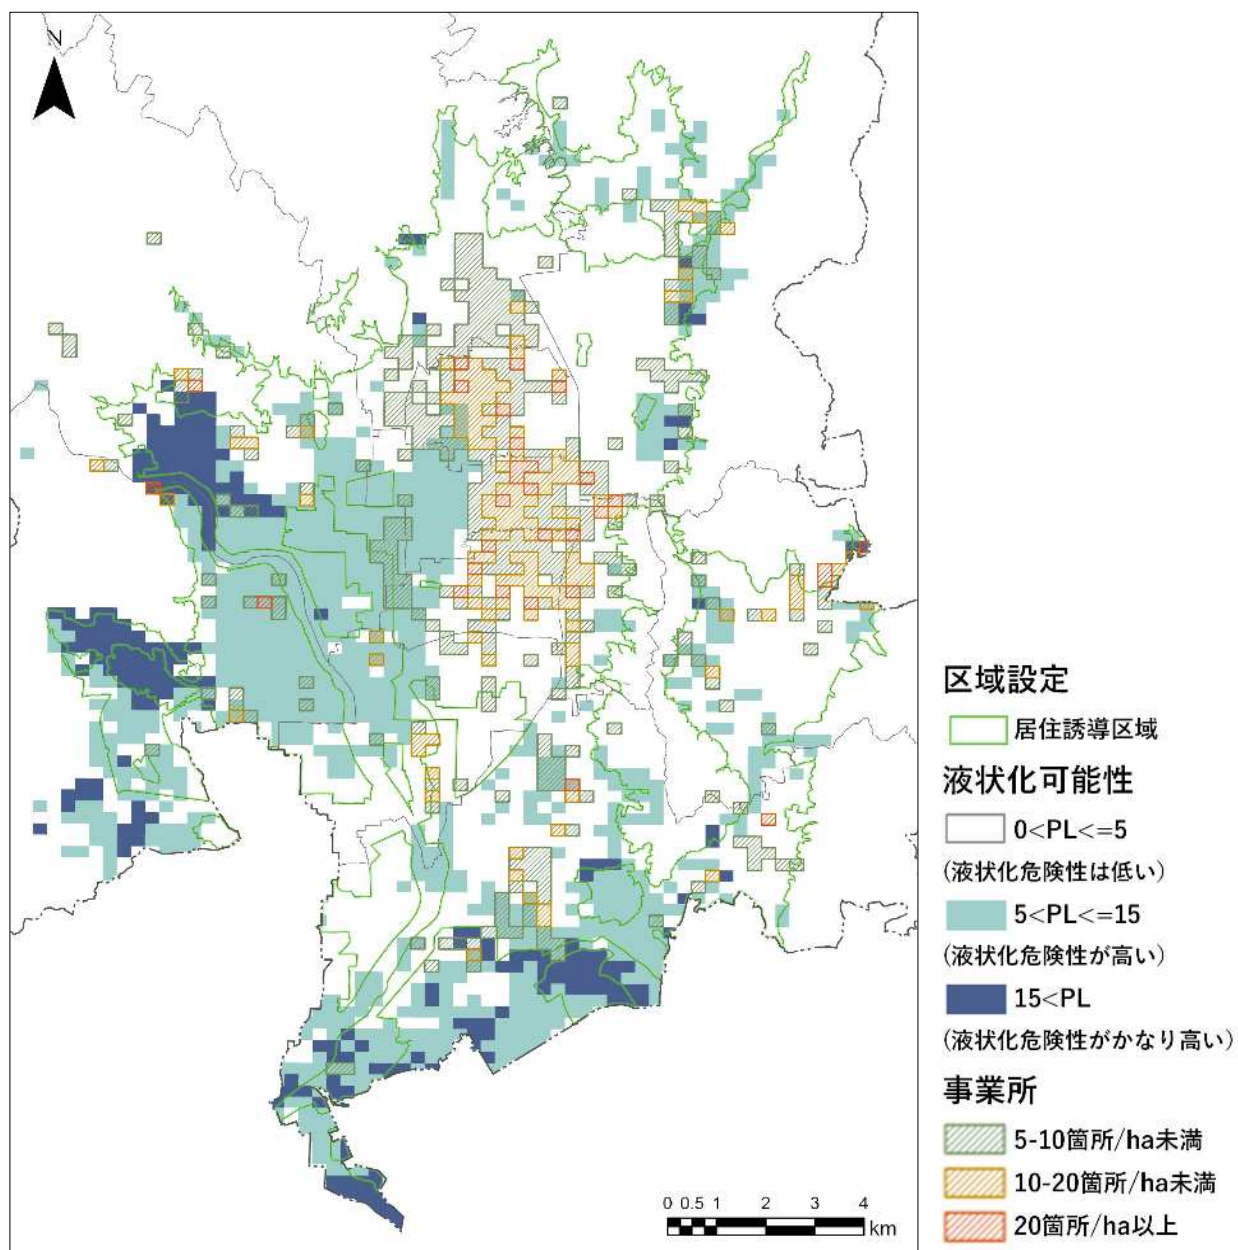 N
区域設定
居住誘導区域
液状化可能性
0<PL<=5
(液状化危険性は低い)
5<PL<=15
(液状化危険性が高い)
15<PL
(液状化危険性がかなり高い)
事業所
5-10箇所/ha未満
10-20箇所/ha未満
20箇所/ha以上
0 0.5 1 2 3 4
km